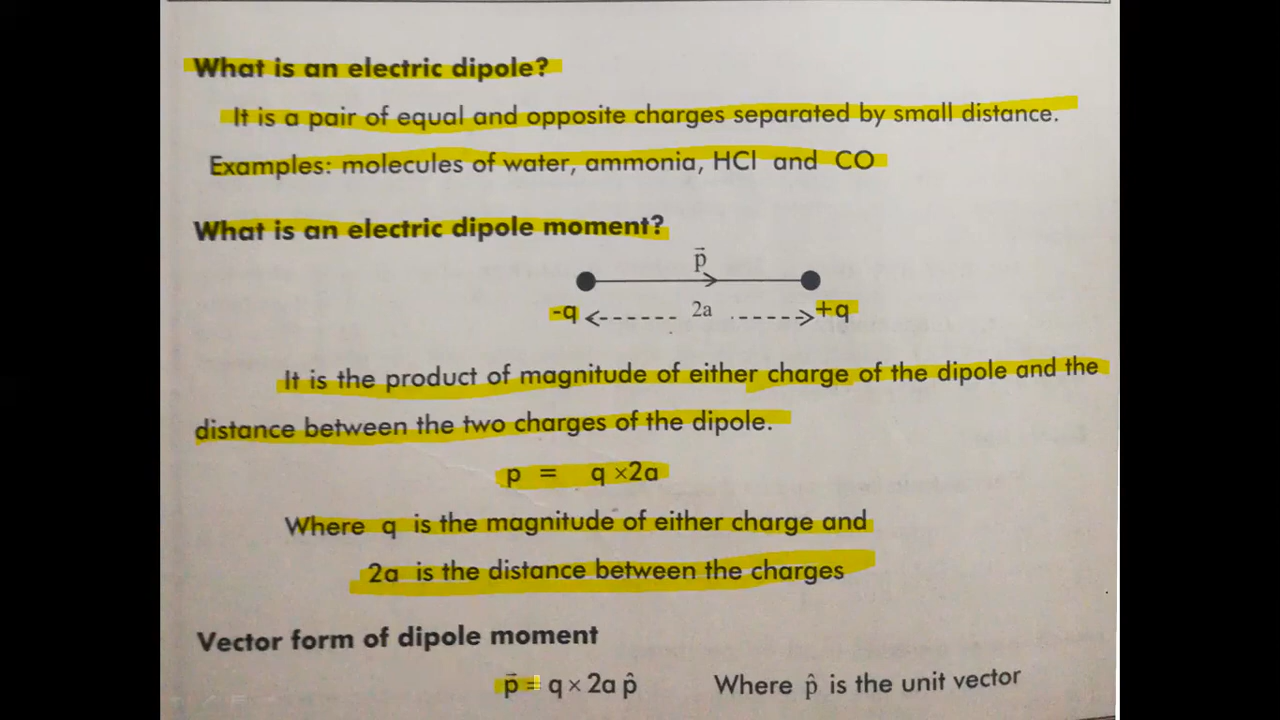 What is an electric dipole?
It is a pair of equal and opposite charges separated by small distance.
Examples: molecules of water, ammonia, HCl and CO
What is an electric dipole moment?
p⃗
-q 2a +q
It is the product of magnitude of either charge of the dipole and the
distance between the two charges of the dipole.
p = q ×2a
Where q is the magnitude of either charge and
2a is the distance between the charges
Vector form of dipole moment
p⃗ = q × 2a p̂ Where p̂ is the unit vector